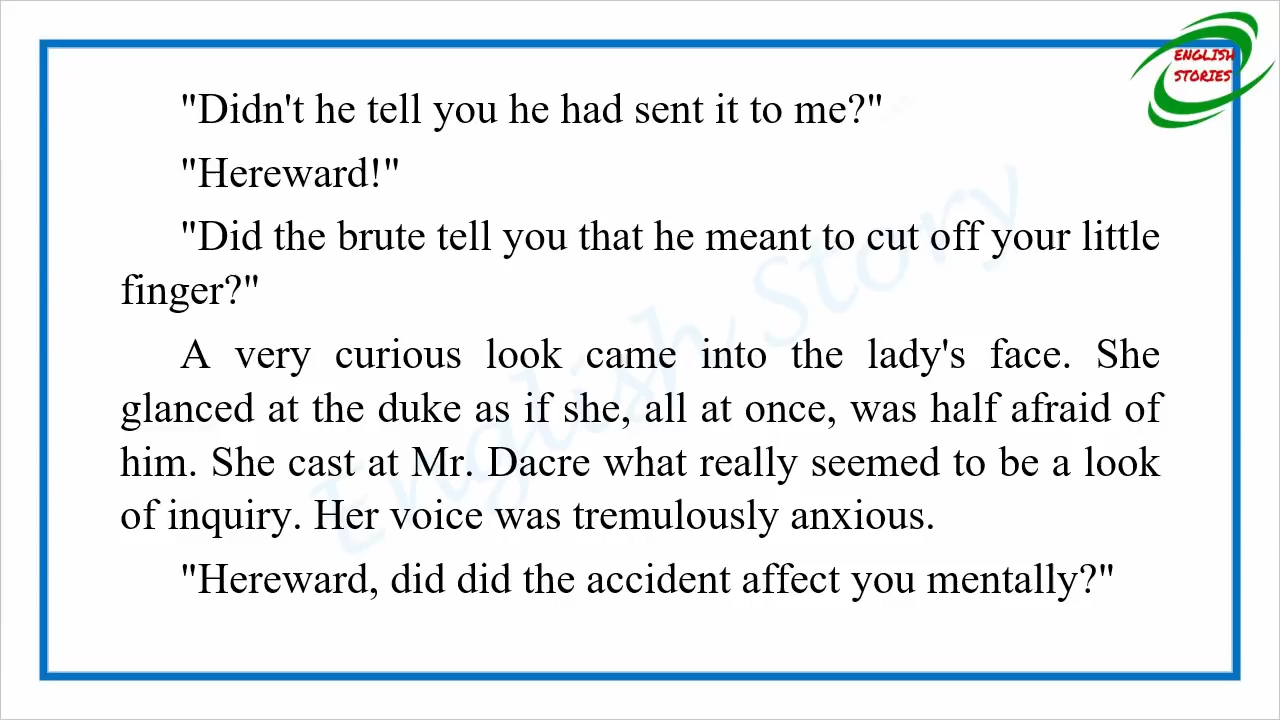 ENGLISH
STORIES
"Didn't he tell you he had sent it to me?"
"Hereward!"
"Did the brute tell you that he meant to cut off your little
finger?"
A very curious look came into the lady's face. She
glanced at the duke as if she, all at once, was half afraid of
him. She cast at Mr. Dacre what really seemed to be a look
of inquiry. Her voice was tremulously anxious.
"Hereward, did did the accident affect you mentally?"
English Story